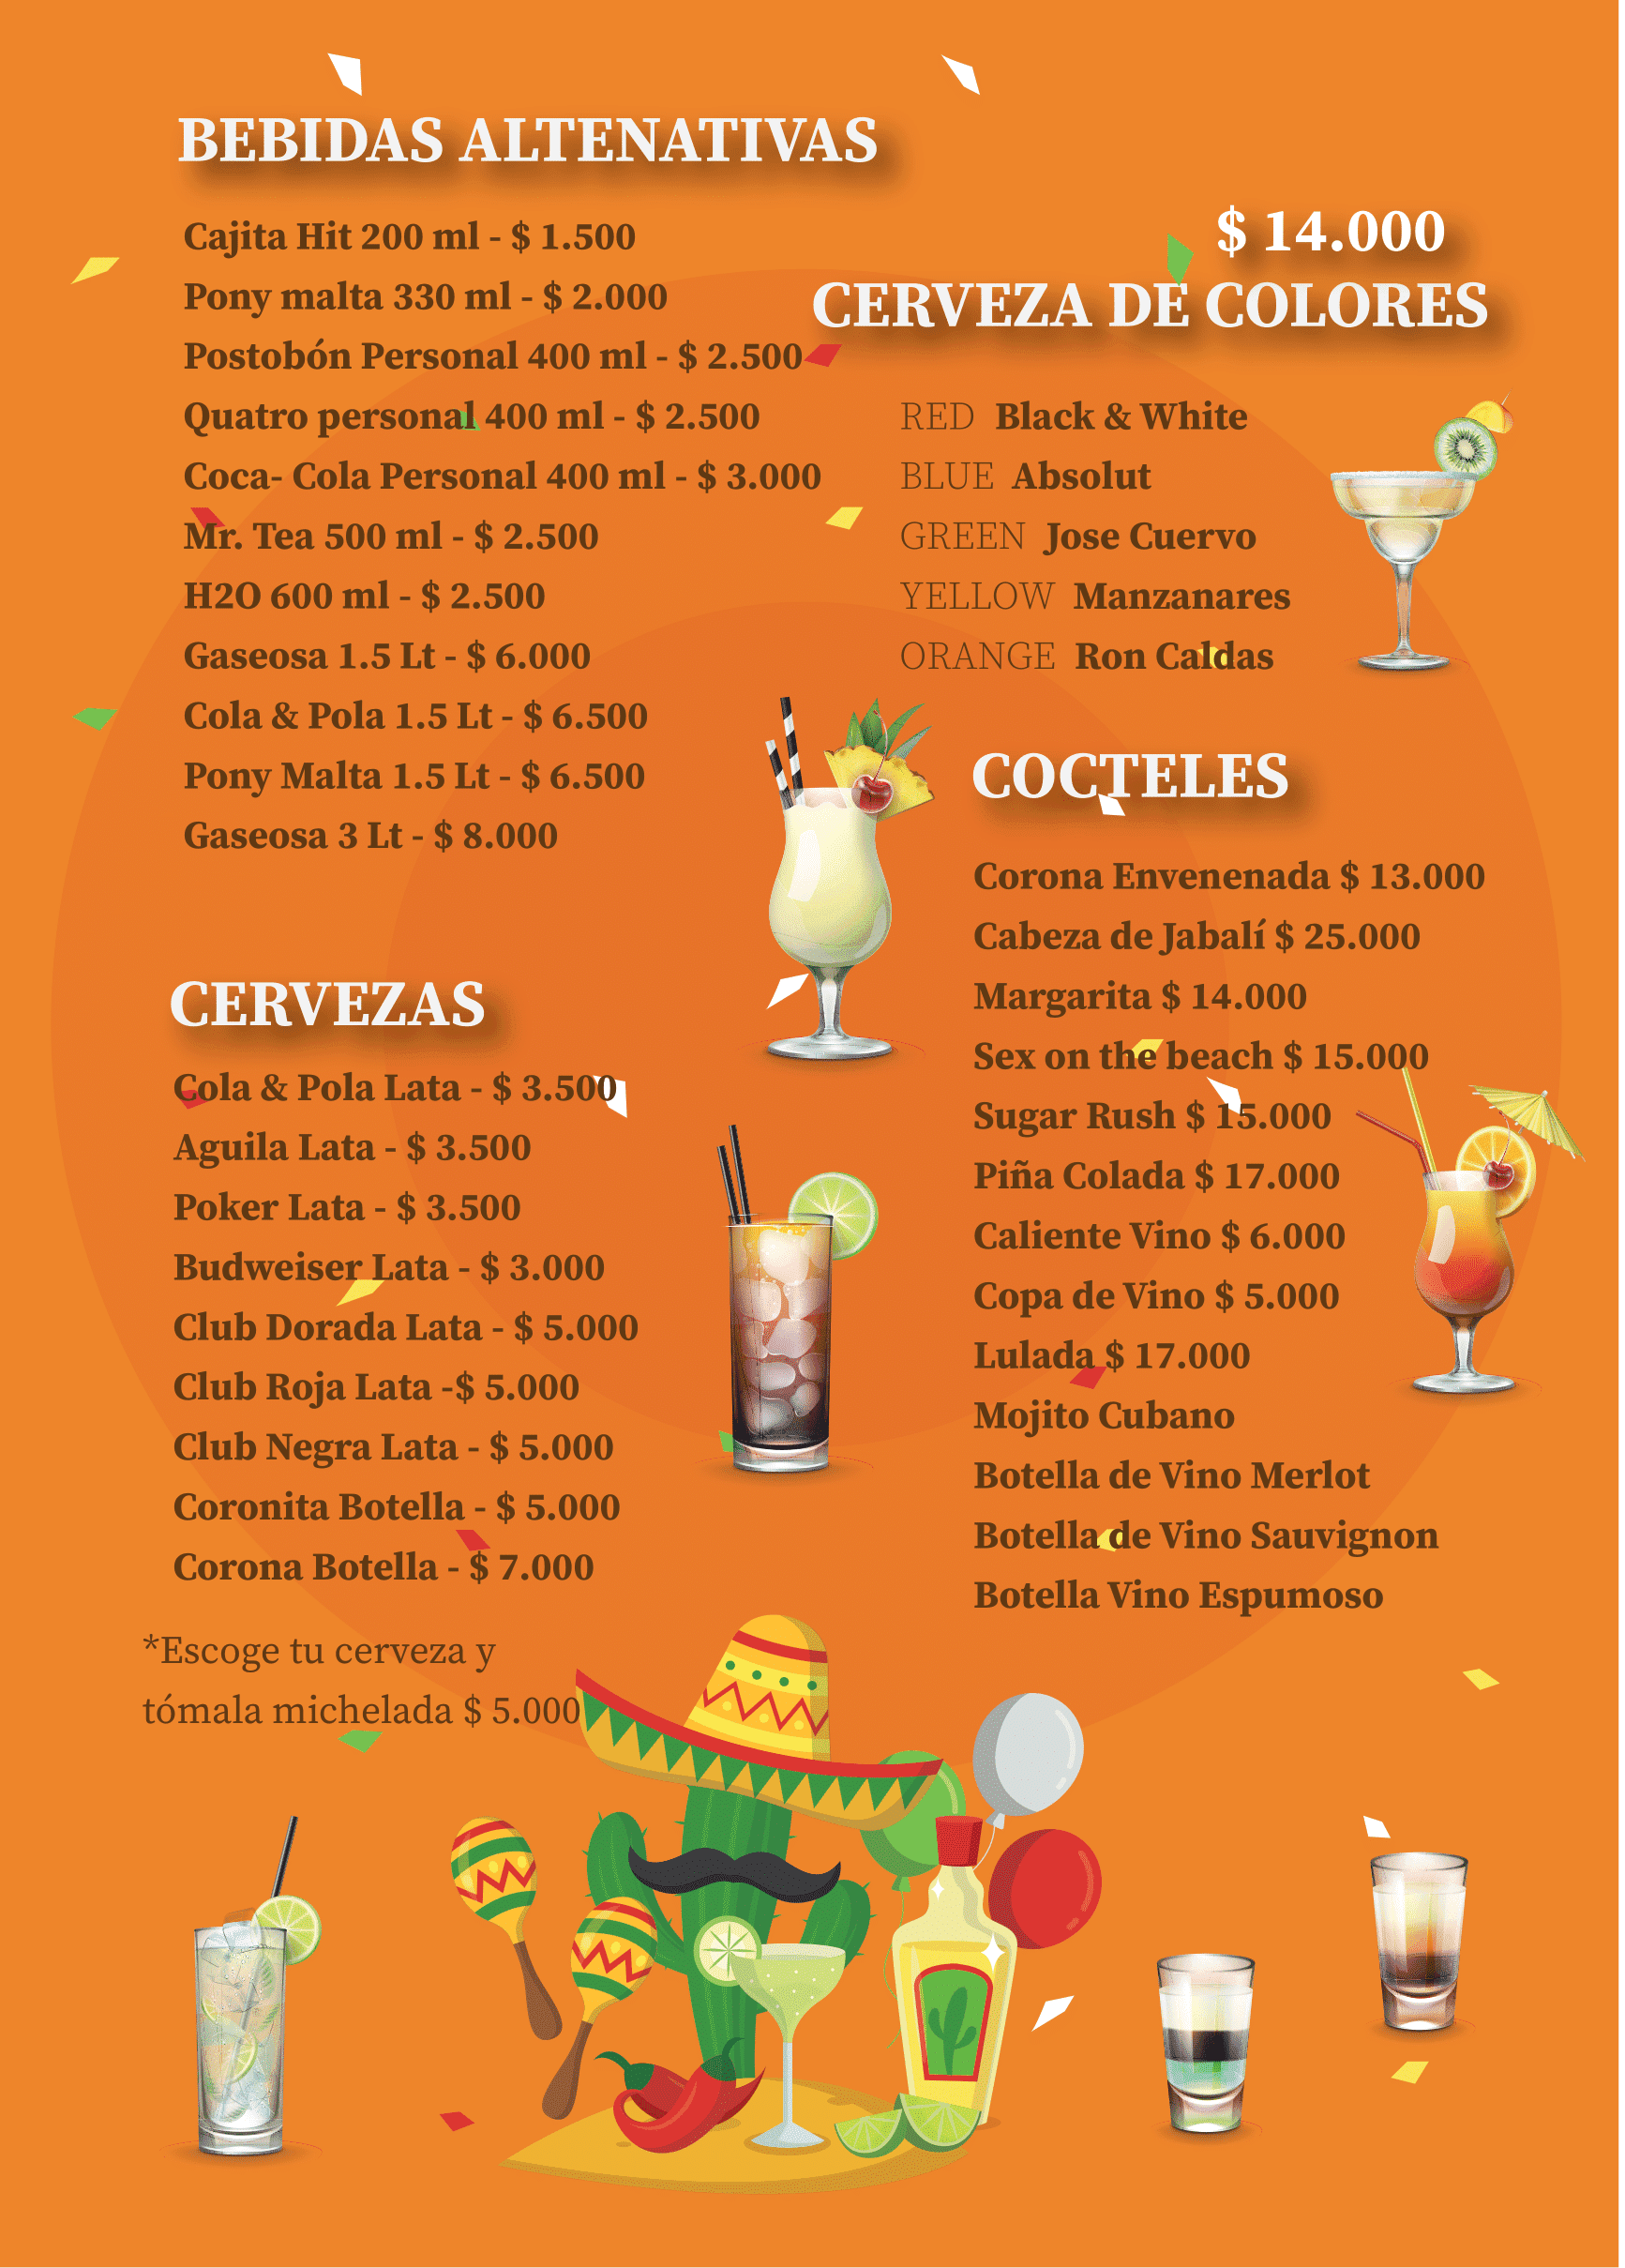 BEBIDAS ALTENATIVAS
Cajita Hit 200 ml - $ 1.500
Pony malta 330 ml - $ 2.000
Postobón Personal 400 ml - $ 2.500
Quatro personal 400 ml - $ 2.500
Coca- Cola Personal 400 ml - $ 3.000
Mr. Tea 500 ml - $ 2.500
H2O 600 ml - $ 2.500
Gaseosa 1.5 Lt - $ 6.000
Cola & Pola 1.5 Lt - $ 6.500
Pony Malta 1.5 Lt - $ 6.500
Gaseosa 3 Lt - $ 8.000
CERVEZAS
Cola & Pola Lata - $ 3.500
Aguila Lata - $ 3.500
Poker Lata - $ 3.500
Budweiser Lata - $ 3.000
Club Dorada Lata - $ 5.000
Club Roja Lata -$ 5.000
Club Negra Lata - $ 5.000
Coronita Botella - $ 5.000
Corona Botella - $ 7.000
*Escoge tu cerveza y
tómala michelada $ 5.000
$ 14.000
CERVEZA DE COLORES
RED Black & White
BLUE Absolut
GREEN Jose Cuervo
YELLOW Manzanares
ORANGE Ron Caldas
COCTELES
Corona Envenenada $ 13.000
Cabeza de Jabalí $ 25.000
Margarita $ 14.000
Sex on the beach $ 15.000
Sugar Rush $ 15.000
Piña Colada $ 17.000
Caliente Vino $ 6.000
Copa de Vino $ 5.000
Lulada $ 17.000
Mojito Cubano
Botella de Vino Merlot
Botella de Vino Sauvignon
Botella Vino Espumoso